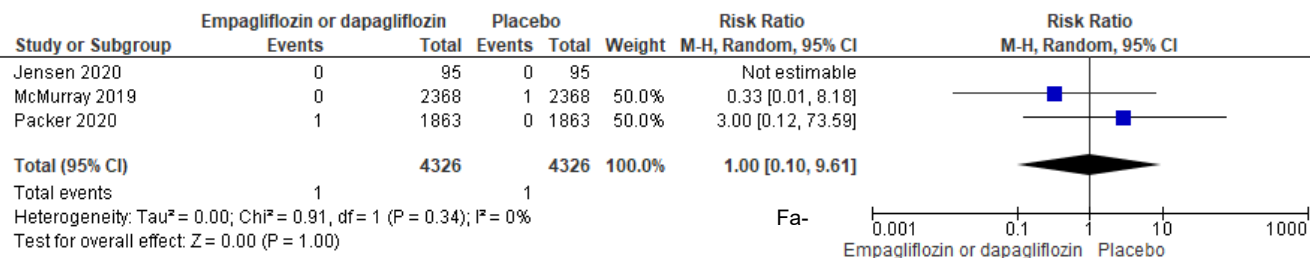 Empagliflozin or dapagliflozin Placebo Risk Ratio Risk Ratio
Study or Subgroup Events Total Events Total Weight M-H, Random, 95% CI M-H, Random, 95% CI
Jensen 2020 0 95 0 95 Not estimable
McMurray 2019 0 2368 1 2368 50.0% 0.33 [0.01, 8.18]
Packer 2020 1 1863 0 1863 50.0% 3.00 [0.12, 73.59]
Total (95% CI) 4326 4326 100.0% 1.00 [0.10, 9.61]
Total events 1 1
Heterogeneity: Tau² = 0.00; Chi² = 0.91, df = 1 (P = 0.34); I² = 0%
Test for overall effect: Z = 0.00 (P = 1.00)
Fa-
0.001 0.1 1 10 1000
Empagliflozin or dapagliflozin Placebo